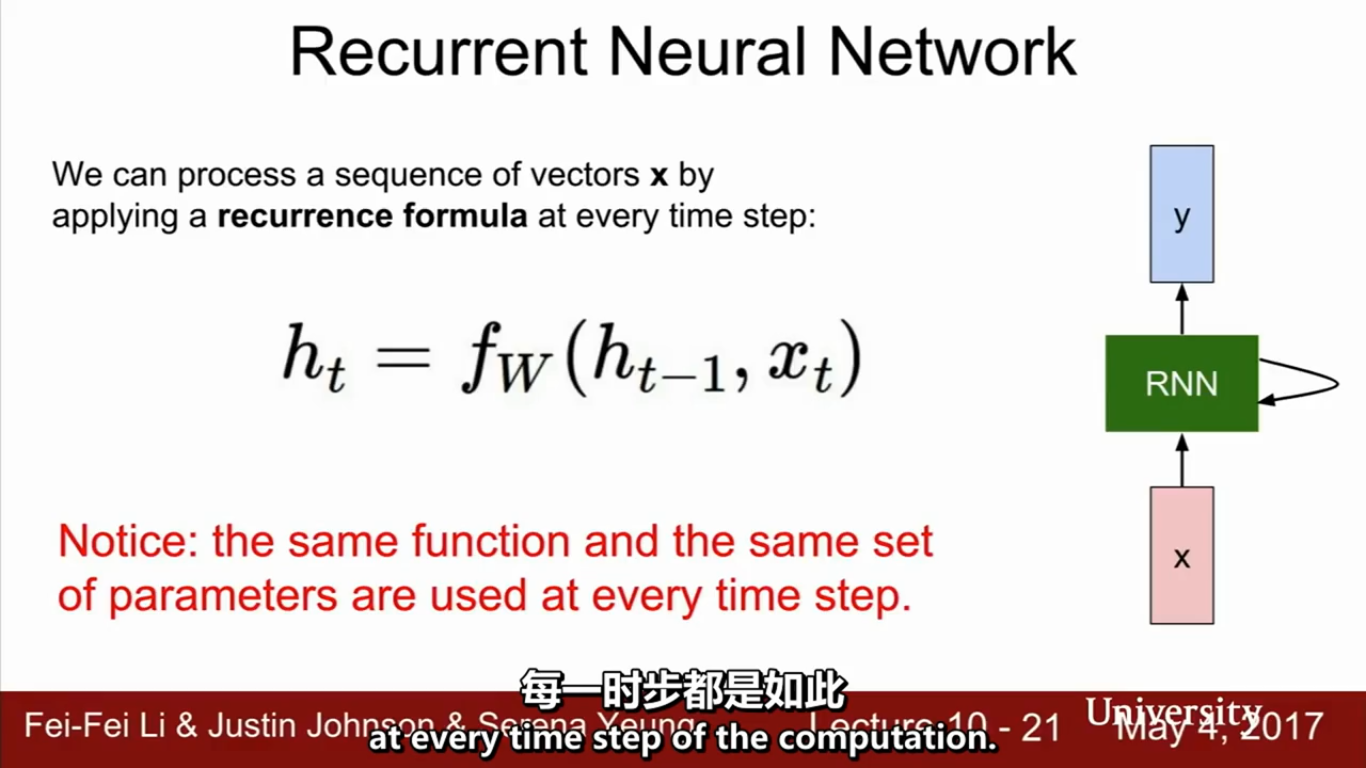 Recurrent Neural Network
We can process a sequence of vectors x by
applying a recurrence formula at every time step:
y
h_t = f_W(h_{t-1}, x_t)
RNN
Notice: the same function and the same set
of parameters are used at every time step.
x
每一时步都是如此
Fei-Fei Li & Justin Johnson & Serena Yeung
Lecture 10 - 21
University
May 4, 2017
at every time step of the computation.